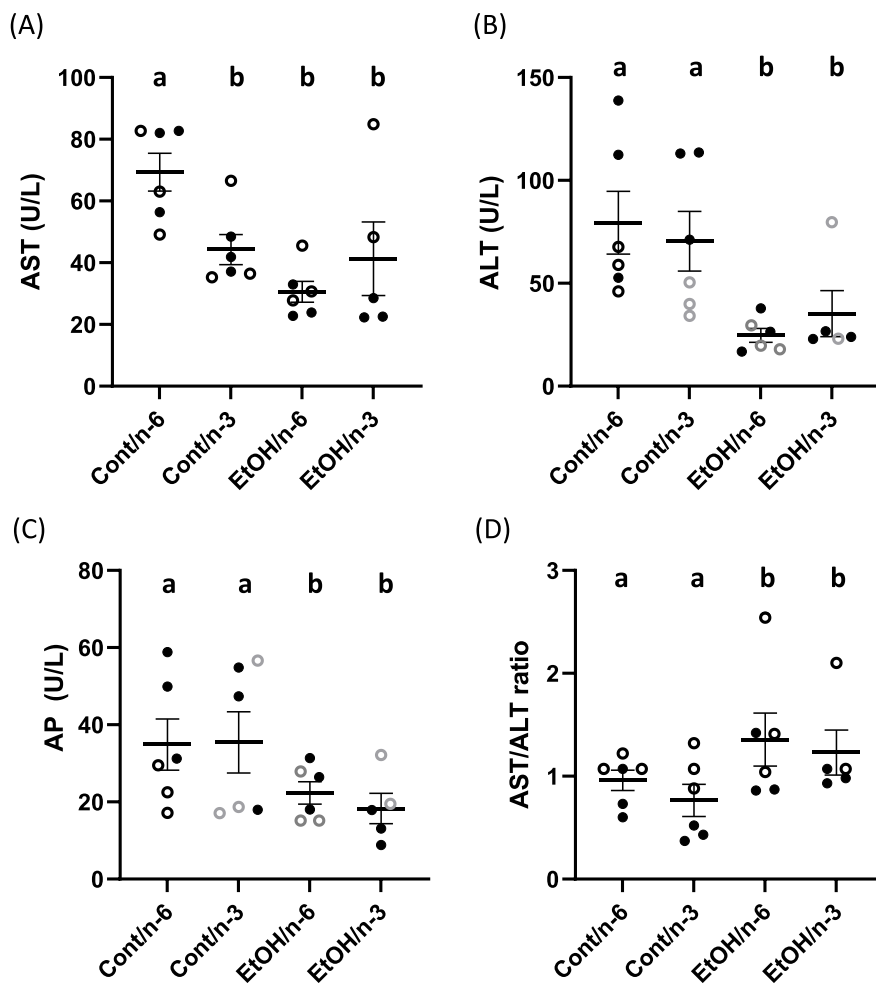 (A)
(B)
a b b b
100
80
60
40
20
0
AST (U/L)
Cont/n-6
Cont/n-3
EtOH/n-6
EtOH/n-3
a a b b
150
100
50
0
ALT (U/L)
Cont/n-6
Cont/n-3
EtOH/n-6
EtOH/n-3
(C)
(D)
a a b b
80
60
40
20
0
AP (U/L)
Cont/n-6
Cont/n-3
EtOH/n-6
EtOH/n-3
a a b b
3
2
1
0
AST/ALT ratio
Cont/n-6
Cont/n-3
EtOH/n-6
EtOH/n-3